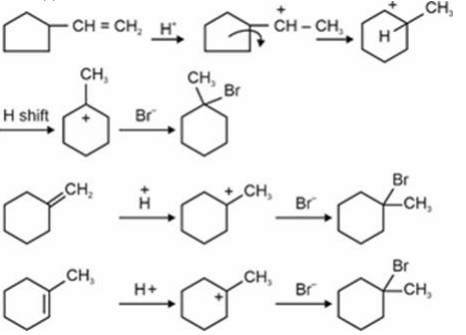 CH = CH₂ H⁺ + CH – CH₃ + CH₃ H
CH₃
H shift + Br⁻ CH₃ Br
CH₂ + H + CH₃ Br⁻ Br CH₃
CH₃ H+ CH₃ + Br⁻ Br CH₃